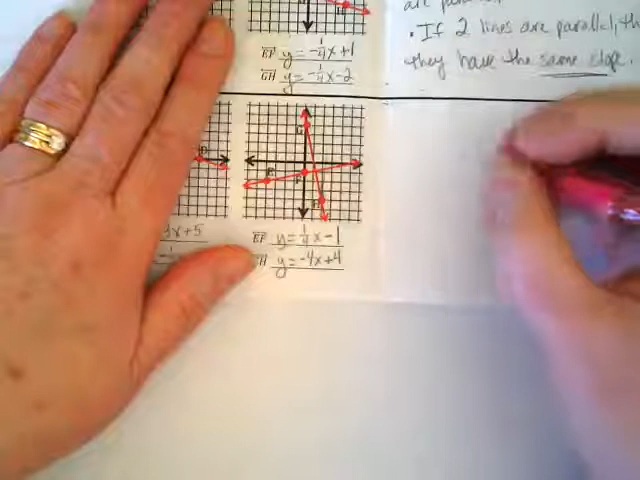 are
• If 2 lines are parallel, th
they have the same slope.
EF y = -1/4x+1
GH y = -1/4x-2
x+5
EF y = 1/4x-1
GH y = -4x+4